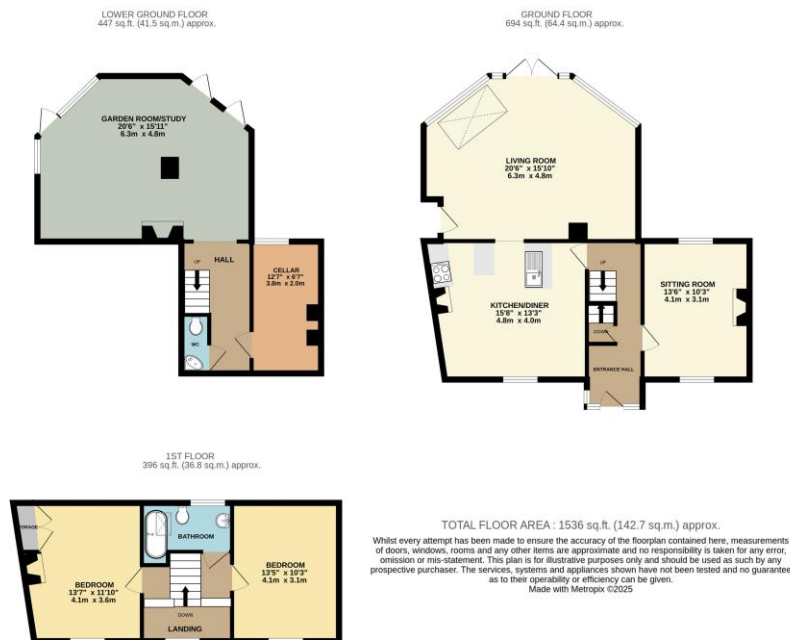 LOWER GROUND FLOOR
447 sq.ft. (41.5 sq.m.) approx.
GARDEN ROOM/STUDY
20'6" x 15'11"
6.3m x 4.8m
UP
HALL
CELLAR
12'7" x 6'7"
3.8m x 2.0m
WC
GROUND FLOOR
694 sq.ft. (64.4 sq.m.) approx.
LIVING ROOM
20'6" x 15'10"
6.3m x 4.8m
KITCHEN/DINER
15'8" x 13'3"
4.8m x 4.0m
UP
DOWN
SITTING ROOM
13'6" x 10'3"
4.1m x 3.1m
ENTRANCE HALL
1ST FLOOR
396 sq.ft. (36.8 sq.m.) approx.
BATHROOM
BEDROOM
13'7" x 11'10"
4.1m x 3.6m
BEDROOM
13'5" x 10'3"
4.1m x 3.1m
DOWN
LANDING
TOTAL FLOOR AREA : 1536 sq.ft. (142.7 sq.m.) approx.
Whilst every attempt has been made to ensure the accuracy of the floorplan contained here, measurements
of doors, windows, rooms and any other items are approximate and no responsibility is taken for any error,
omission or mis-statement. This plan is for illustrative purposes only and should be used as such by any
prospective purchaser. The services, systems and appliances shown have not been tested and no guarantee
as to their operability or efficiency can be given.
Made with Metropix ©2025